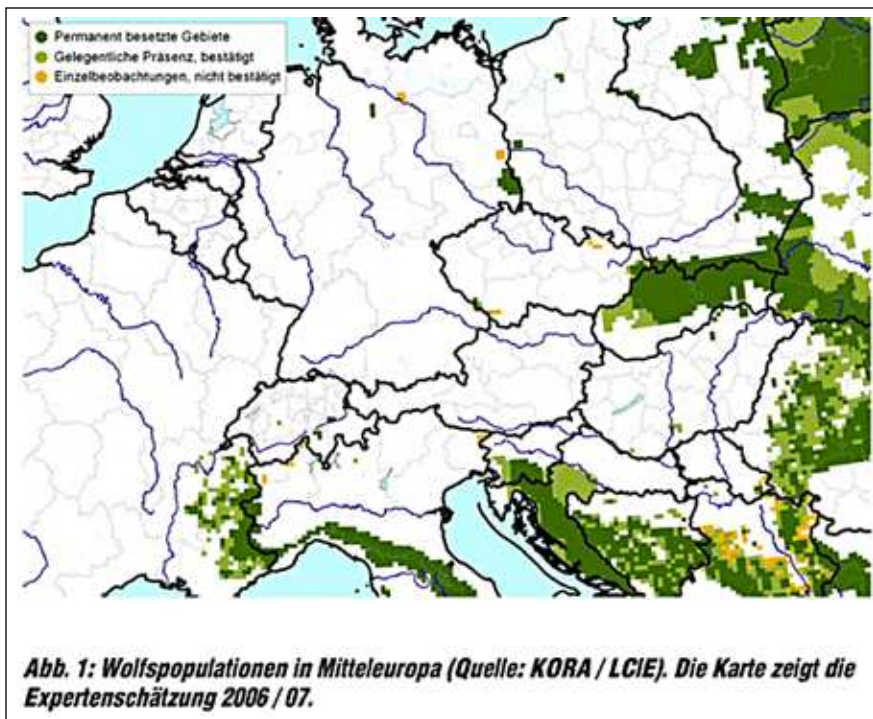 Permanent besetzte Gebiete
Gelegentliche Präsenz, bestätigt
Einzelbeobachtungen, nicht bestätigt
Abb. 1: Wolfspopulationen in Mitteleuropa (Quelle: KORA / LCIE). Die Karte zeigt die
Expertenschätzung 2006 / 07.